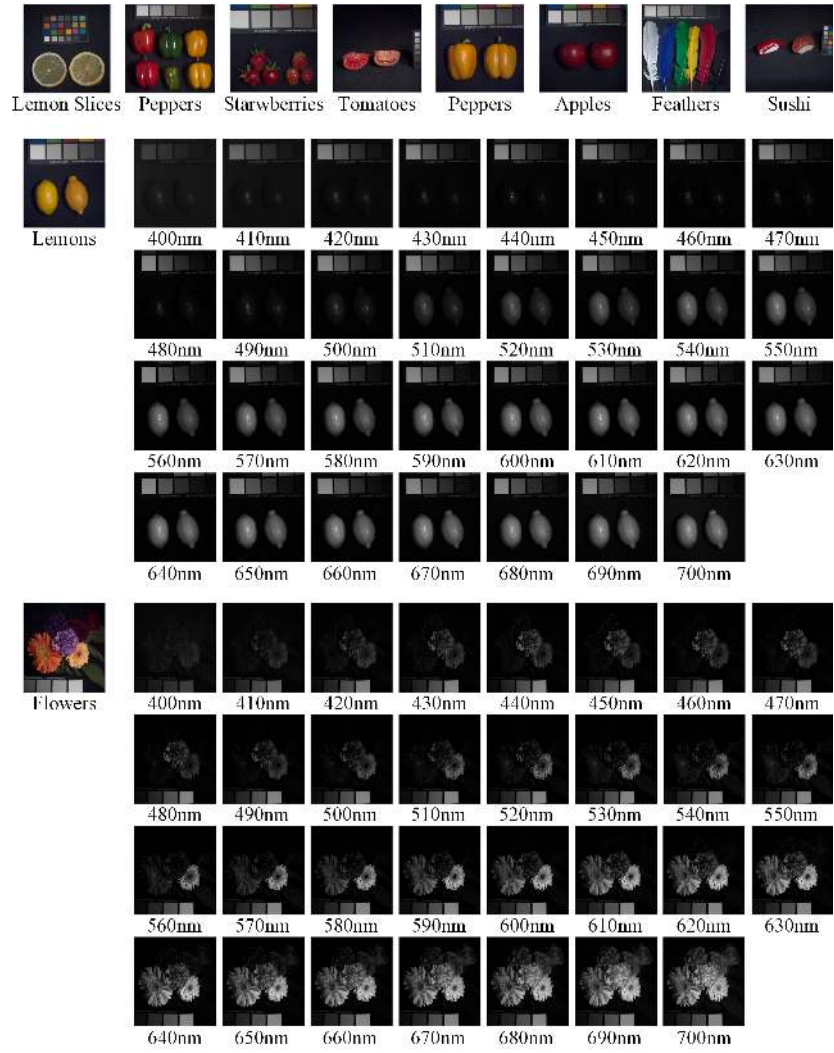 Lemon Slices Peppers Starwberries Tomatoes Peppers Apples Feathers Sushi
Lemons
400nm 410nm 420nm 430nm 440nm 450nm 460nm 470nm
480nm 490nm 500nm 510nm 520nm 530nm 540nm 550nm
560nm 570nm 580nm 590nm 600nm 610nm 620nm 630nm
640nm 650nm 660nm 670nm 680nm 690nm 700nm
Flowers
400nm 410nm 420nm 430nm 440nm 450nm 460nm 470nm
480nm 490nm 500nm 510nm 520nm 530nm 540nm 550nm
560nm 570nm 580nm 590nm 600nm 610nm 620nm 630nm
640nm 650nm 660nm 670nm 680nm 690nm 700nm